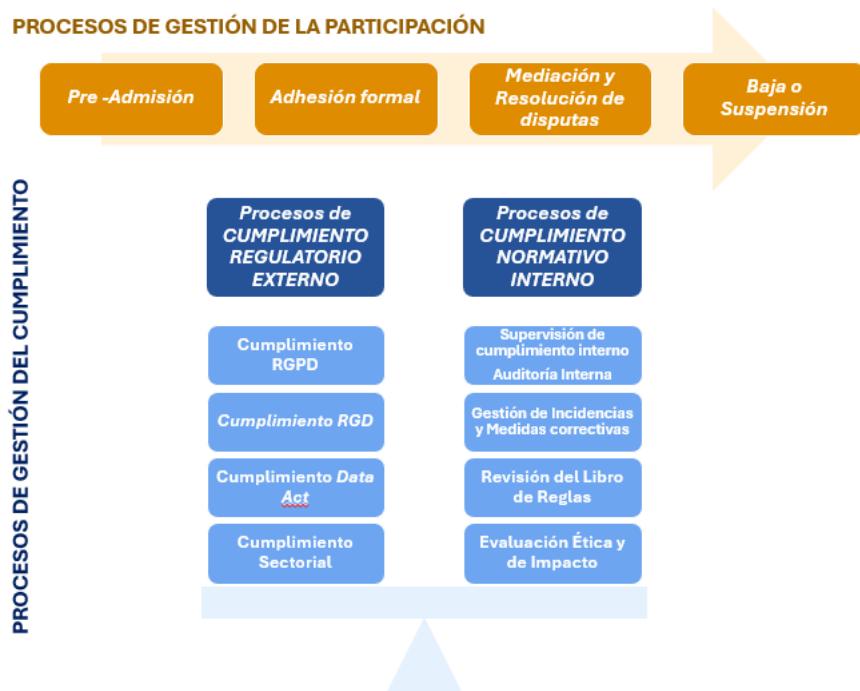 PROCESOS DE GESTIÓN DE LA PARTICIPACIÓN
Pre -Admisión
Adhesión formal
Mediación y
Resolución de
disputas
Baja o
Suspensión
PROCESOS DE GESTIÓN DEL CUMPLIMIENTO
Procesos de
CUMPLIMIENTO
REGULATORIO
EXTERNO
Cumplimiento
RGPD
Cumplimiento RGD
Cumplimiento Data
Act
Cumplimiento
Sectorial
Procesos de
CUMPLIMIENTO
NORMATIVO
INTERNO
Supervisión de
cumplimiento interno
Auditoría Interna
Gestión de Incidencias
y Medidas correctivas
Revisión del Libro
de Reglas
Evaluación Ética y
de Impacto